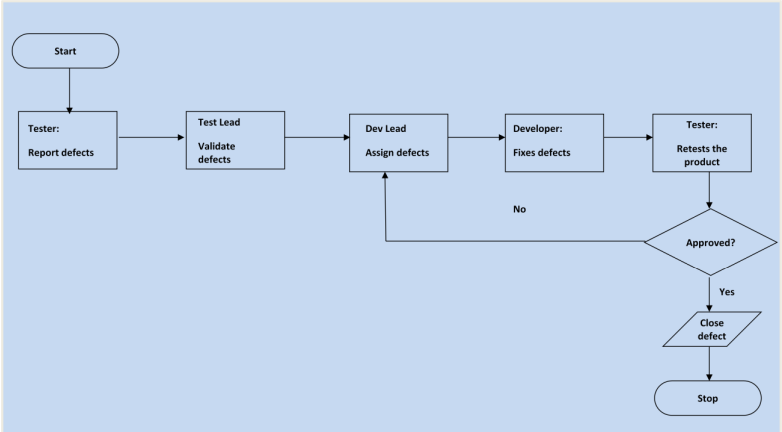 Start
Tester:
Report defects
Test Lead
Validate
defects
Dev Lead
Assign defects
Developer:
Fixes defects
Tester:
Retests the
product
No
Approved?
Yes
Close
defect
Stop